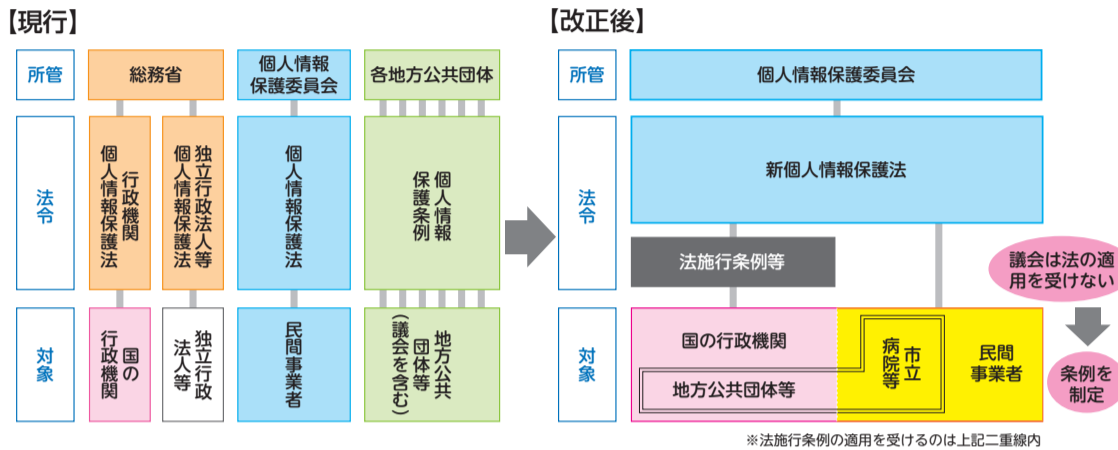 【現行】
所管
総務省
個人情報
保護委員会
各地方公共団体
法令
行政機関
個人情報保護法
独立行政法人等
個人情報保護法
個人情報保護法
個人情報
保護条例
対象
国の
行政機関
独立行政
法人等
民間事業者
地方公共
団体等
(議会を含む)
【改正後】
所管
個人情報保護委員会
法令
新個人情報保護法
法施行条例等
議会は法の適
用を受けない
対象
国の行政機関
地方公共団体等
市立
病院等
民間
事業者
条例を
制定
※法施行条例の適用を受けるのは上記二重線内